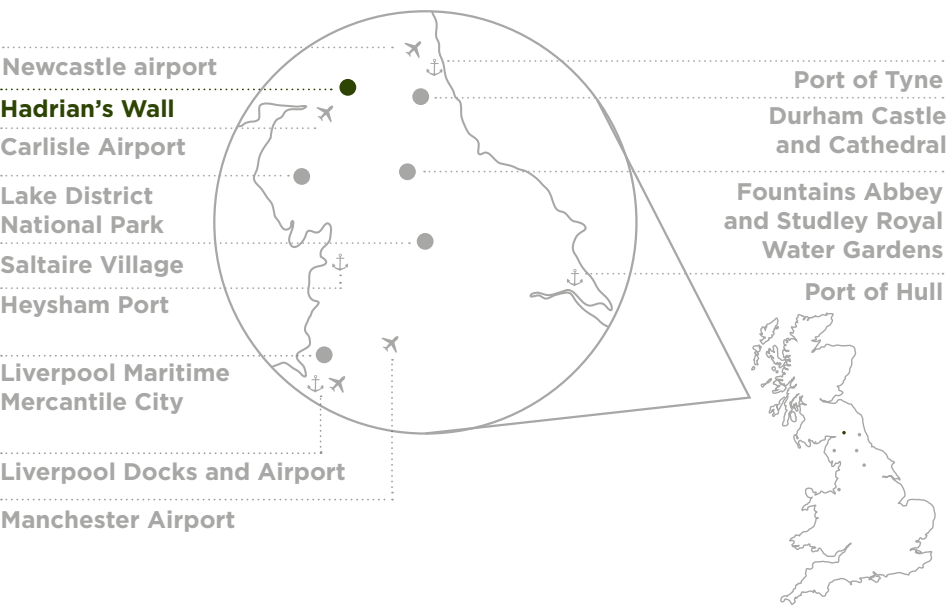 Newcastle airport
Hadrian’s Wall
Carlisle Airport
Lake District
National Park
Saltaire Village
Heysham Port
Liverpool Maritime
Mercantile City
Liverpool Docks and Airport
Manchester Airport
Port of Tyne
Durham Castle
and Cathedral
Fountains Abbey
and Studley Royal
Water Gardens
Port of Hull